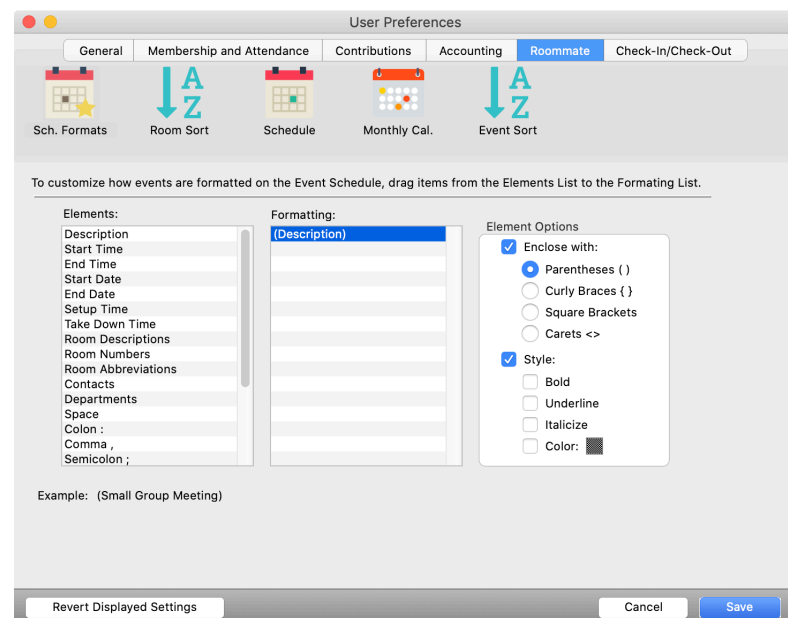 User Preferences
General Membership and Attendance Contributions Accounting Roommate Check-In/Check-Out
A Z A Z
Sch. Formats Room Sort Schedule Monthly Cal. Event Sort
To customize how events are formatted on the Event Schedule, drag items from the Elements List to the Formating List.
Elements:
Description
Start Time
End Time
Start Date
End Date
Setup Time
Take Down Time
Room Descriptions
Room Numbers
Room Abbreviations
Contacts
Departments
Space
Colon :
Comma ,
Semicolon ;
Formatting:
(Description)
Element Options
Enclose with:
Parentheses ( )
Curly Braces { }
Square Brackets
Carets <>
Style:
Bold
Underline
Italicize
Color:
Example: (Small Group Meeting)
Revert Displayed Settings Cancel Save